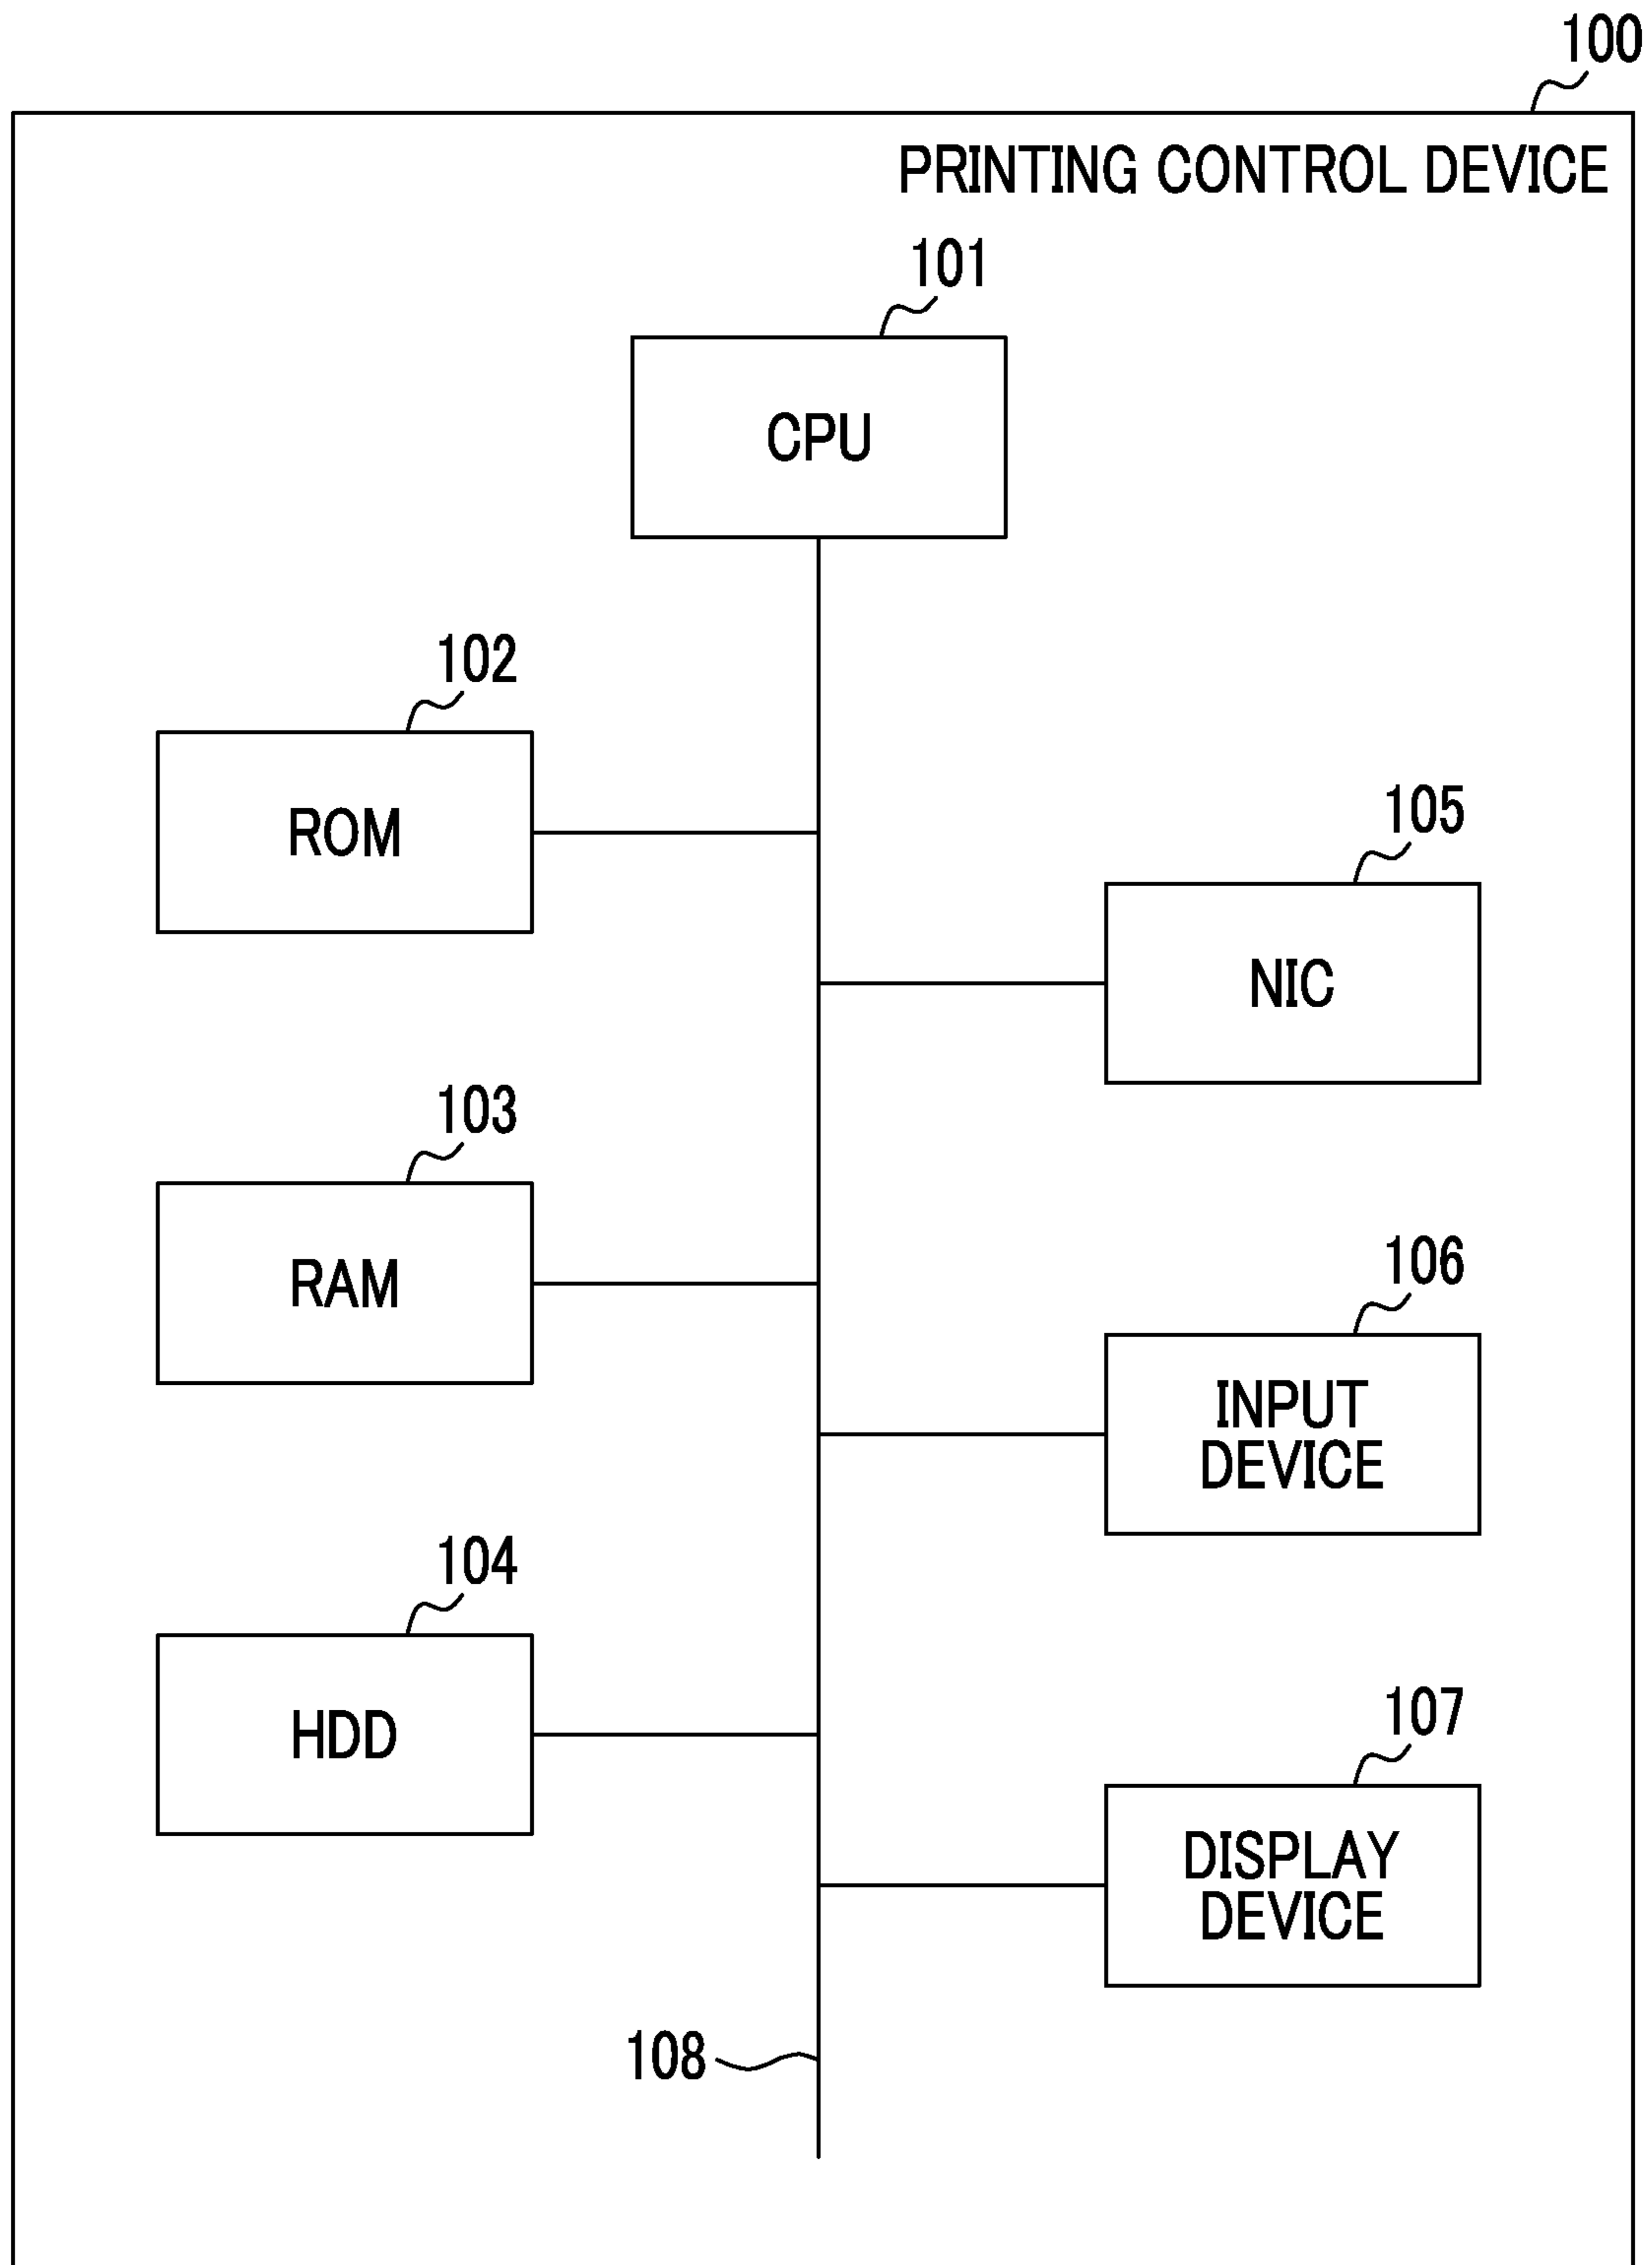 100
PRINTING CONTROL DEVICE
101
CPU
102
ROM
105
NIC
103
RAM
106
INPUT
DEVICE
104
HDD
107
DISPLAY
DEVICE
108